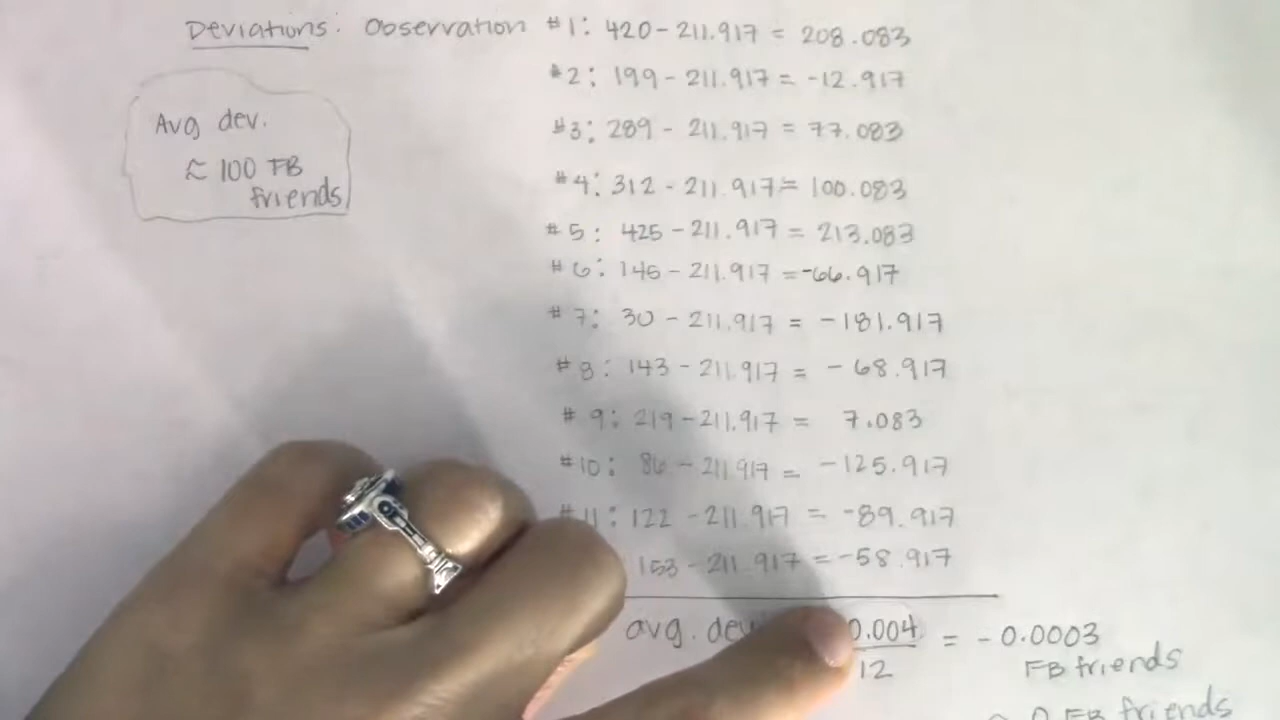 Deviations: Observation #1: 420 - 211.917 = 208.083
#2: 199 - 211.917 = -12.917
#3: 289 - 211.917 = 77.083
#4: 312 - 211.917 = 100.083
#5: 425 - 211.917 = 213.083
#6: 145 - 211.917 = -66.917
#7: 30 - 211.917 = -181.917
#8: 143 - 211.917 = -68.917
#9: 219 - 211.917 = 7.083
#10: 86 - 211.917 = -125.917
#11: 122 - 211.917 = -89.917
153 - 211.917 = -58.917
Avg dev.
≈ 100 FB
friends
avg. dev 0.004 = -0.0003
12 FB friends
≈ 0 FB friends